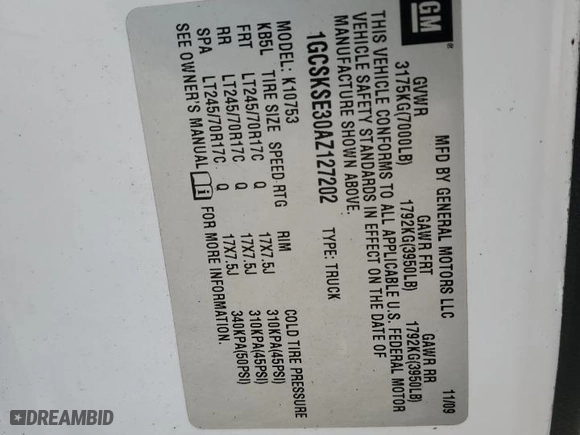 GM ®
MFD BY GENERAL MOTORS LLC 11/09
GVWR GAWR FRT GAWR RR
3175KG(7000LB) 1792KG(3950LB) 1792KG(3950LB)
THIS VEHICLE CONFORMS TO ALL APPLICABLE U.S. FEDERAL MOTOR
VEHICLE SAFETY STANDARDS IN EFFECT ON THE DATE OF
MANUFACTURE SHOWN ABOVE.
1GCSKSE30AZ127202 TYPE: TRUCK
MODEL: K10753
KB5L TIRE SIZE SPEED RTG RIM COLD TIRE PRESSURE
FRT LT245/70R17C Q 17X7.5J 310KPA(45PSI)
RR LT245/70R17C Q 17X7.5J 310KPA(45PSI)
SPA LT245/70R17C Q 17X7.5J 340KPA(50PSI)
SEE OWNER'S MANUAL i FOR MORE INFORMATION.
DREAMBID